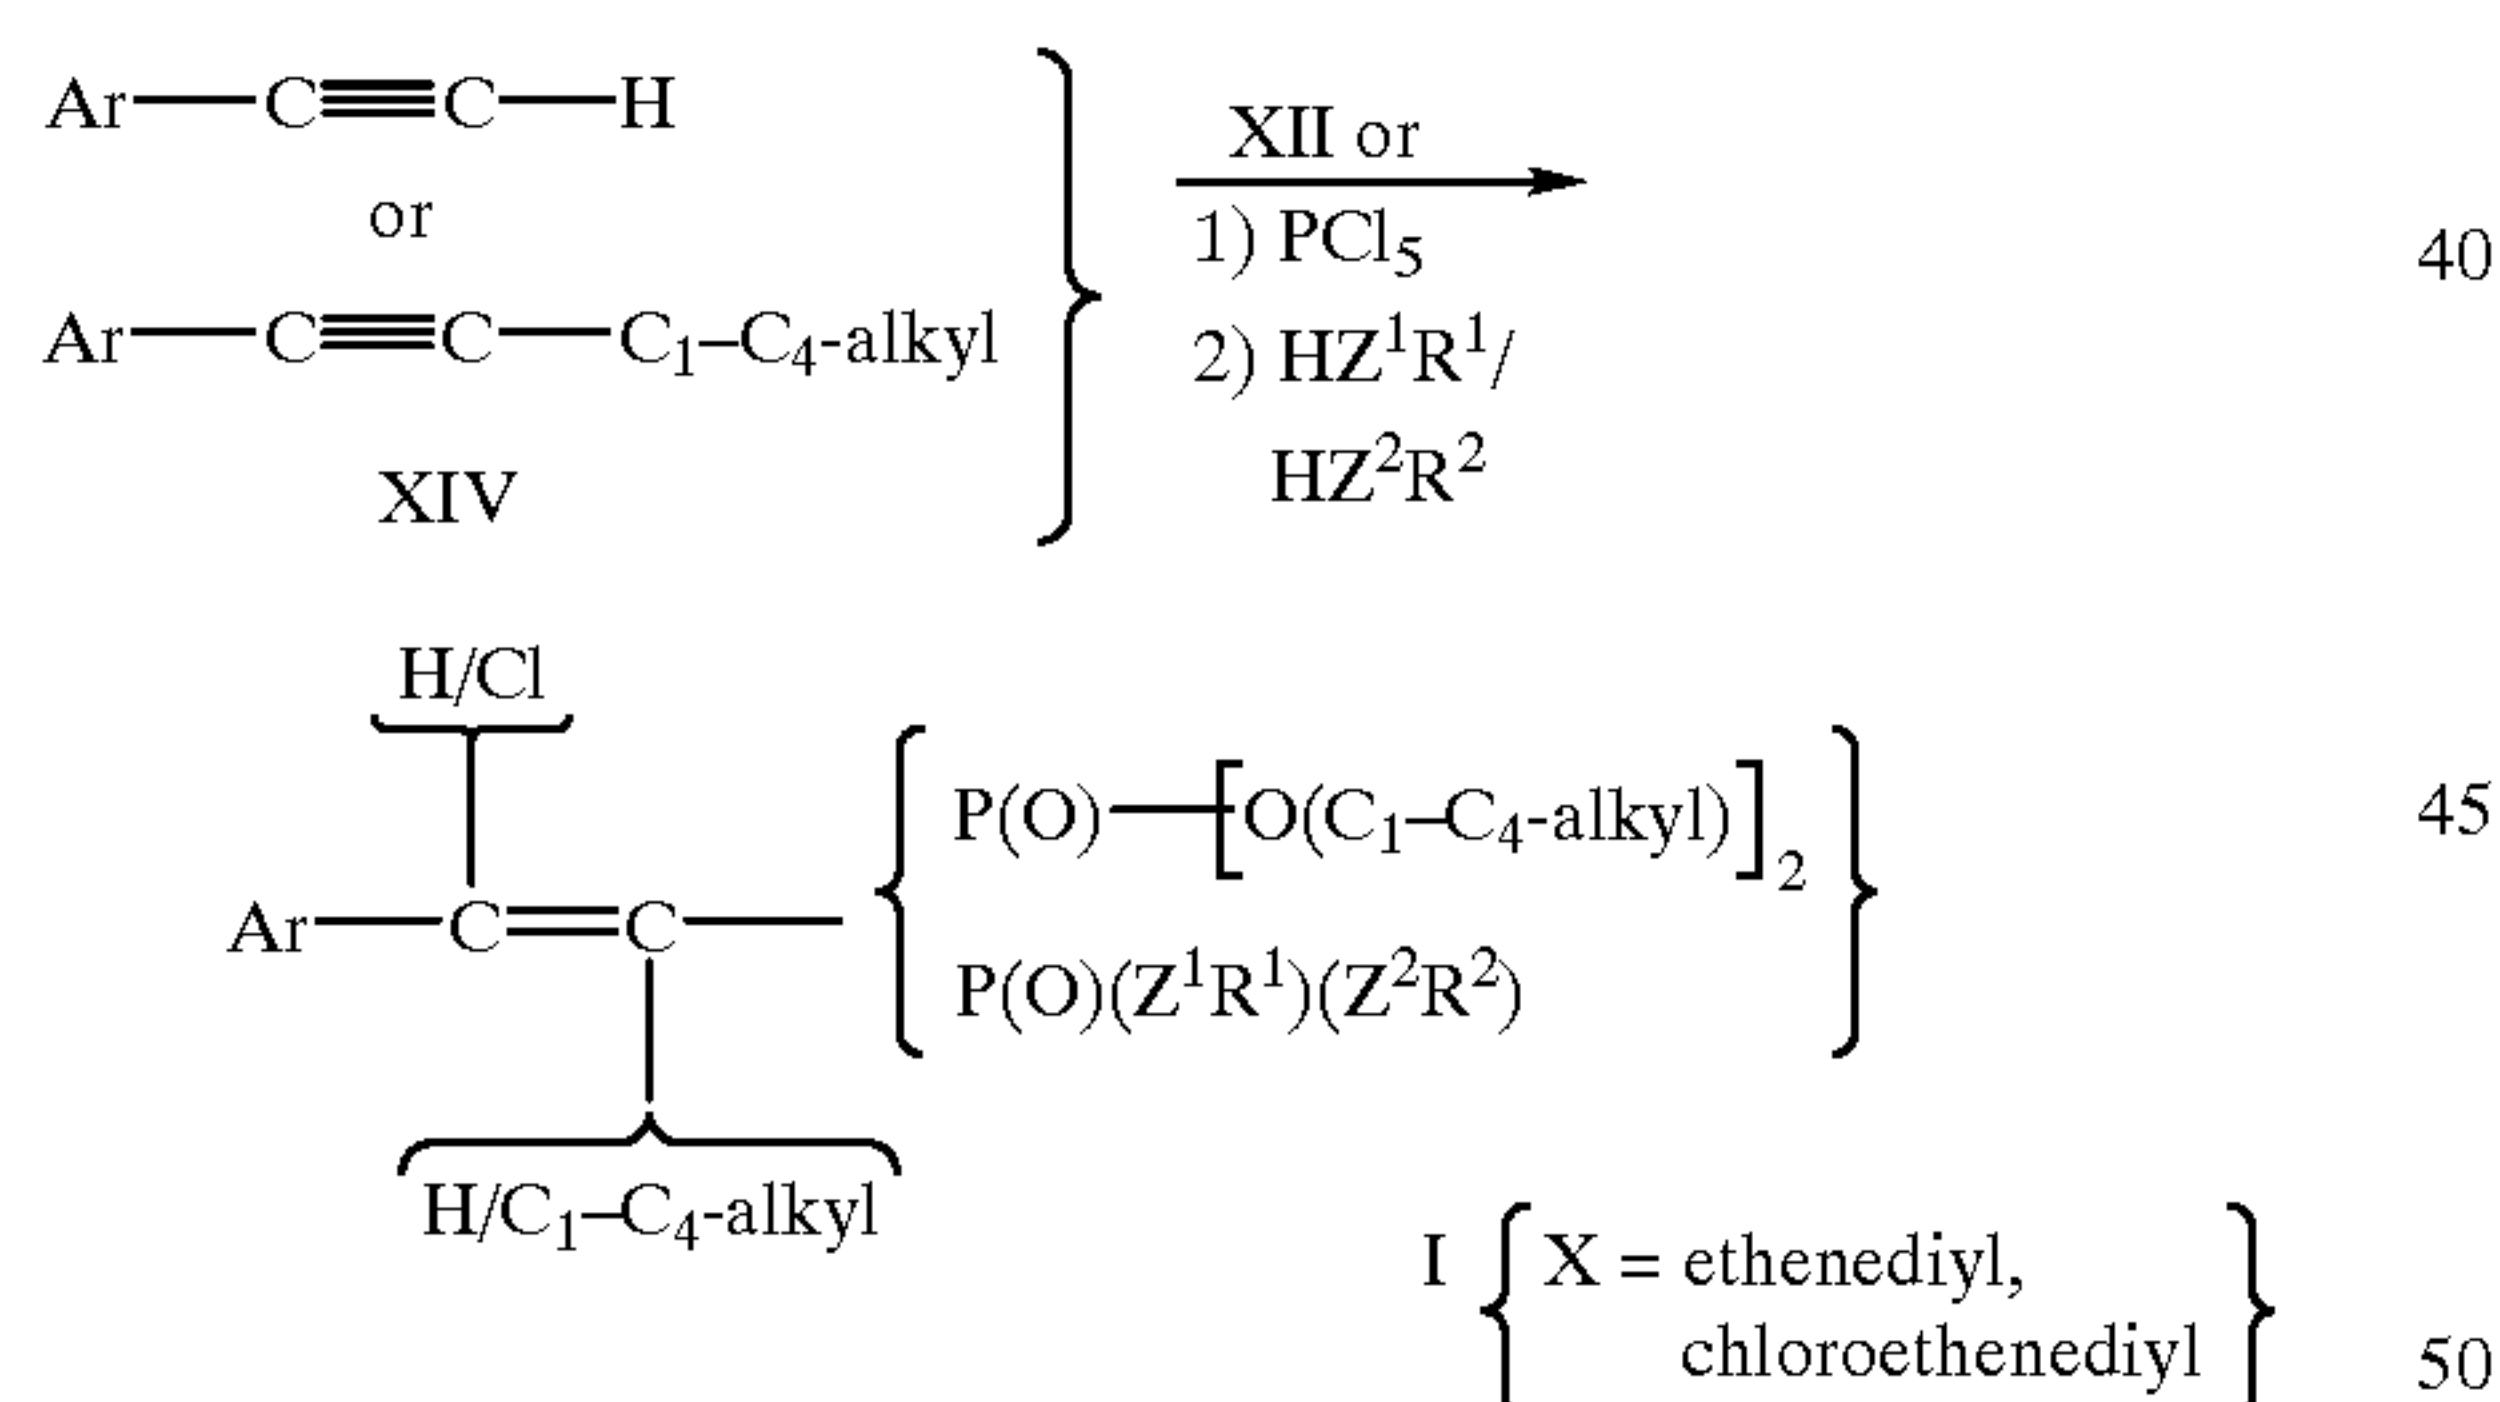 Ar—C≡C—H
or
Ar—C≡C—C₁–C₄-alkyl
XIV
XII or
1) PCl₅
2) HZ¹R¹/
HZ²R²
40
H/Cl
P(O)—[O(C₁–C₄-alkyl)]₂
45
Ar—C=C—
P(O)(Z¹R¹)(Z²R²)
H/C₁–C₄-alkyl
I { X = ethenediyl,
chloroethenediyl }
50